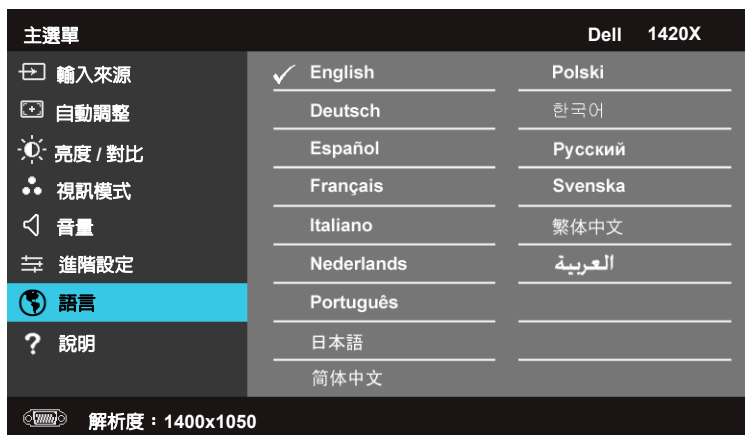 主選單
Dell 1420X
輸入來源
自動調整
亮度 / 對比
視訊模式
音量
進階設定
語言
? 說明
English
Deutsch
Español
Français
Italiano
Nederlands
Português
日本語
简体中文
Polski
한국어
Русский
Svenska
繁体中文
العربية
解析度：1400x1050